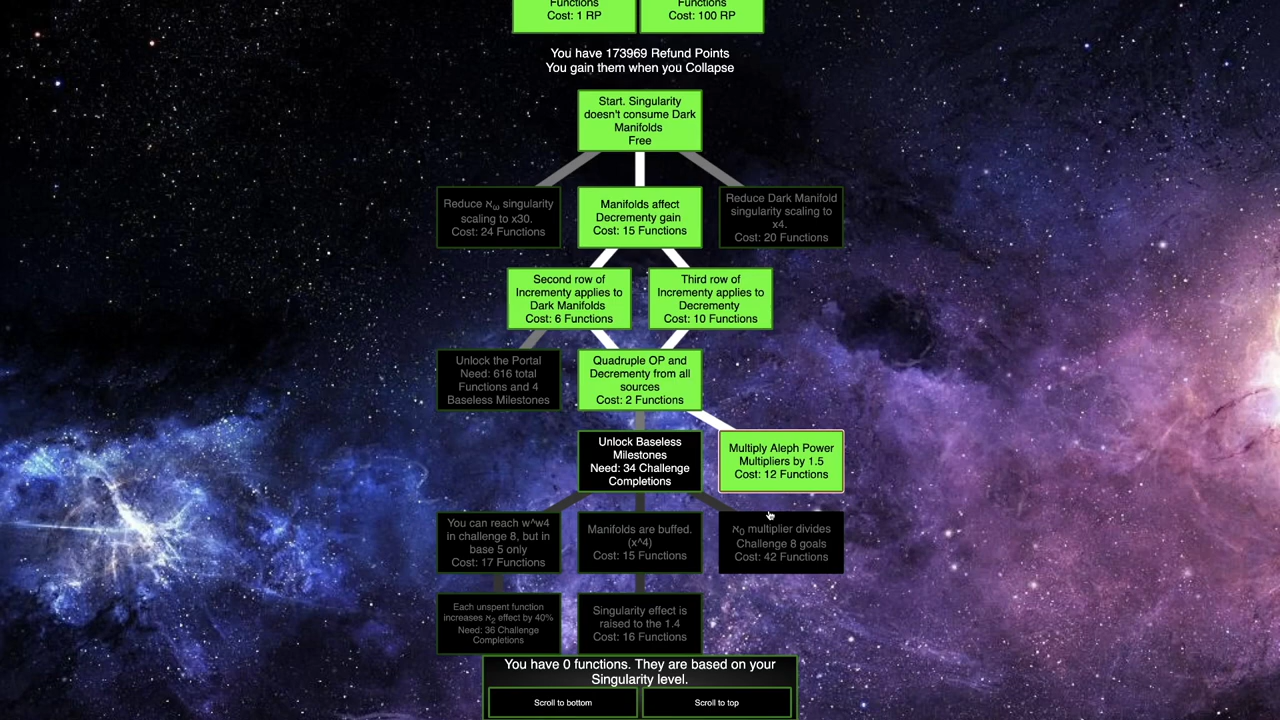 Functions
Cost: 1 RP
Functions
Cost: 100 RP
You have 173969 Refund Points
You gain them when you Collapse
Start. Singularity
doesn't consume Dark
Manifolds
Free
Reduce ℵω singularity
scaling to x30.
Cost: 24 Functions
Manifolds affect
Decrementy gain
Cost: 15 Functions
Reduce Dark Manifold
singularity scaling to
x4.
Cost: 20 Functions
Second row of
Incrementy applies to
Dark Manifolds
Cost: 6 Functions
Third row of
Incrementy applies to
Decrementy
Cost: 10 Functions
Unlock the Portal
Need: 616 total
Functions and 4
Baseless Milestones
Quadruple OP and
Decrementy from all
sources
Cost: 2 Functions
Unlock Baseless
Milestones
Need: 34 Challenge
Completions
Multiply Aleph Power
Multipliers by 1.5
Cost: 12 Functions
You can reach w^w4
in challenge 8, but in
base 5 only
Cost: 17 Functions
Manifolds are buffed.
(x^4)
Cost: 15 Functions
ℵ0 multiplier divides
Challenge 8 goals
Cost: 42 Functions
Each unspent function
increases ℵ2 effect by 40%
Need: 36 Challenge
Completions
Singularity effect is
raised to the 1.4
Cost: 16 Functions
You have 0 functions. They are based on your
Singularity level.
Scroll to bottom
Scroll to top